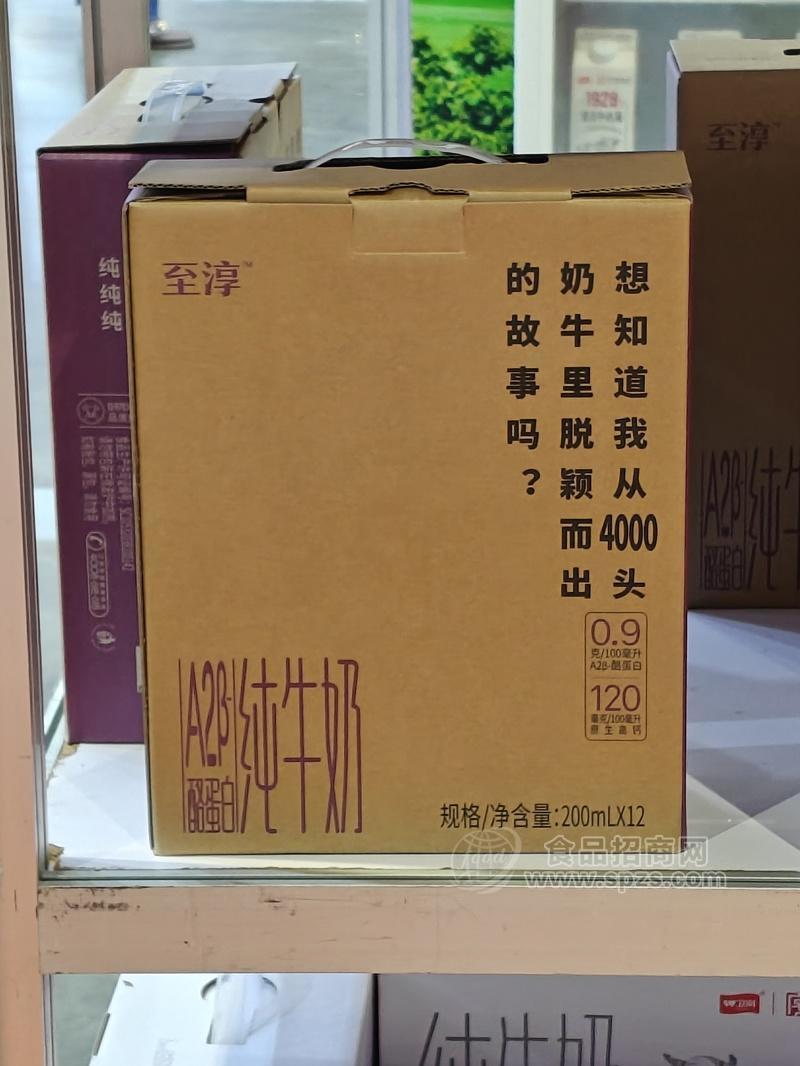 至淳™
想知道我从4000头
奶牛里脱颖而出
的故事吗？
0.9
克/100毫升
A2β-酪蛋白
120
毫克/100毫升
原生高钙
A2β-
酪蛋白
纯牛奶
规格/净含量：200mLX12
食品招商网
www.spzs.com
纯
纯
纯
至淳
A2β-
酪蛋白
纯牛
1928
纯牛奶